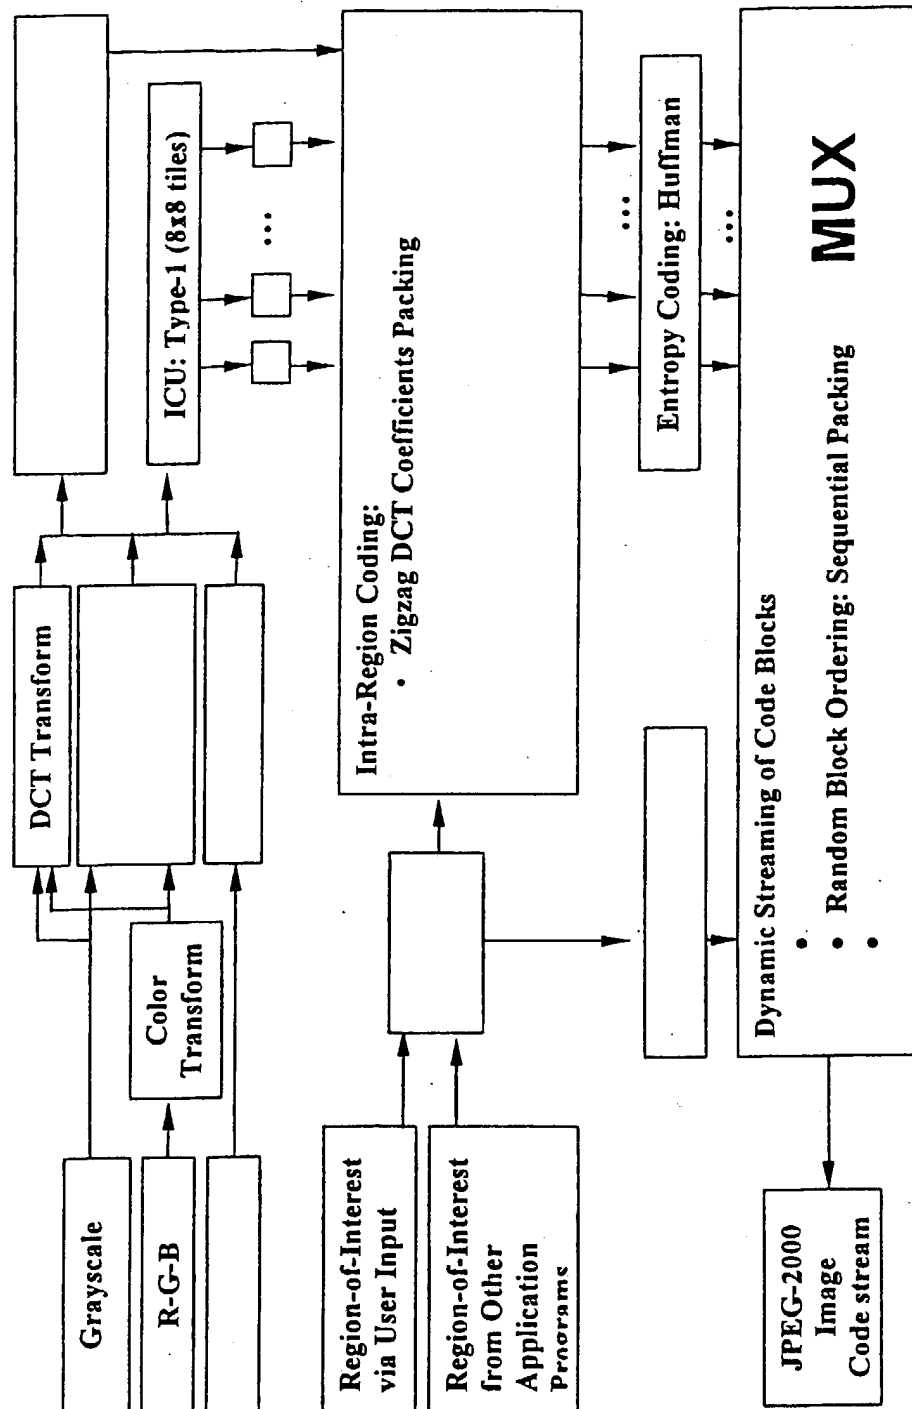 Grayscale
R-G-B
Color
Transform
DCT Transform
ICU: Type-1 (8x8 tiles)
...
Region-of-Interest
via User Input
Region-of-Interest
from Other
Application
Programs
Intra-Region Coding:
• Zigzag DCT Coefficients Packing
...
Entropy Coding: Huffman
...
Dynamic Streaming of Code Blocks
•
• Random Block Ordering: Sequential Packing
•
MUX
JPEG-2000
Image
Code stream